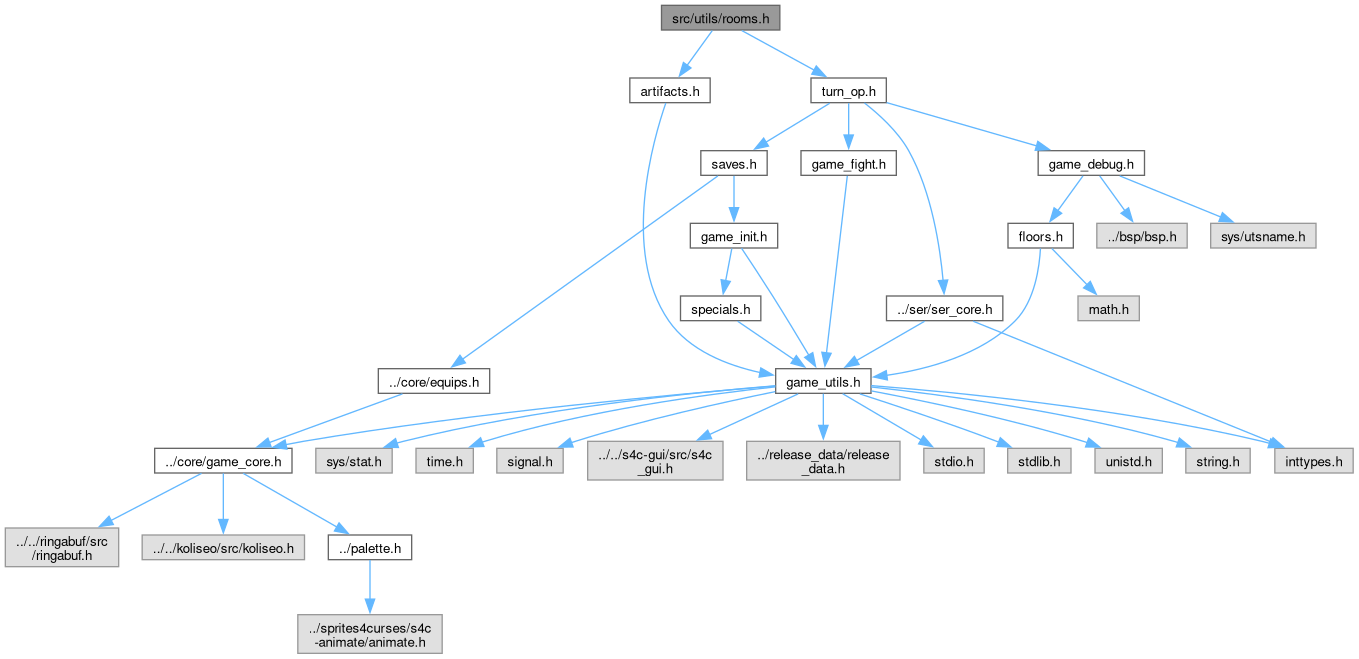 src/utils/rooms.h
artifacts.h
turn_op.h
saves.h
game_fight.h
game_debug.h
game_init.h
floors.h
../bsp/bsp.h
sys/utsname.h
specials.h
../ser/ser_core.h
math.h
../core/equips.h
game_utils.h
../core/game_core.h
sys/stat.h
time.h
signal.h
../../s4c-gui/src/s4c
_gui.h
../release_data/release
_data.h
stdio.h
stdlib.h
unistd.h
string.h
inttypes.h
../../ringabuf/src
/ringabuf.h
../../koliseo/src/koliseo.h
../palette.h
../sprites4curses/s4c
-animate/animate.h